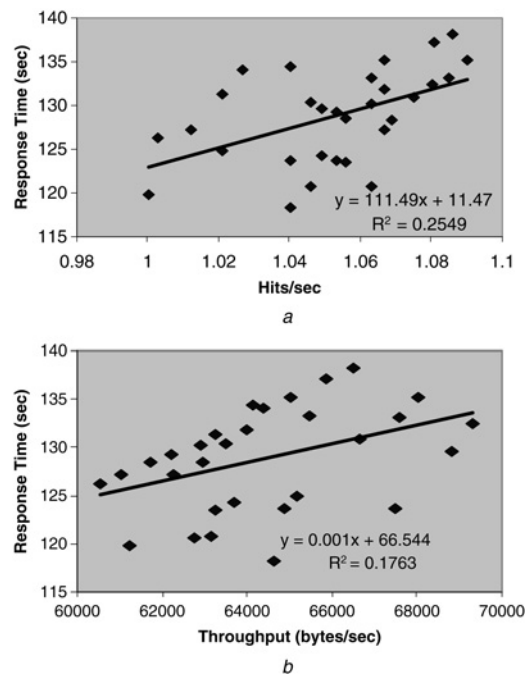 140
135
130
125
120
115
Response Time (sec)
y = 111.49x + 11.47
R² = 0.2549
0.98 1 1.02 1.04 1.06 1.08 1.1
Hits/sec
a
140
135
130
125
120
115
Response Time (sec)
y = 0.001x + 66.544
R² = 0.1763
60000 62000 64000 66000 68000 70000
Throughput (bytes/sec)
b